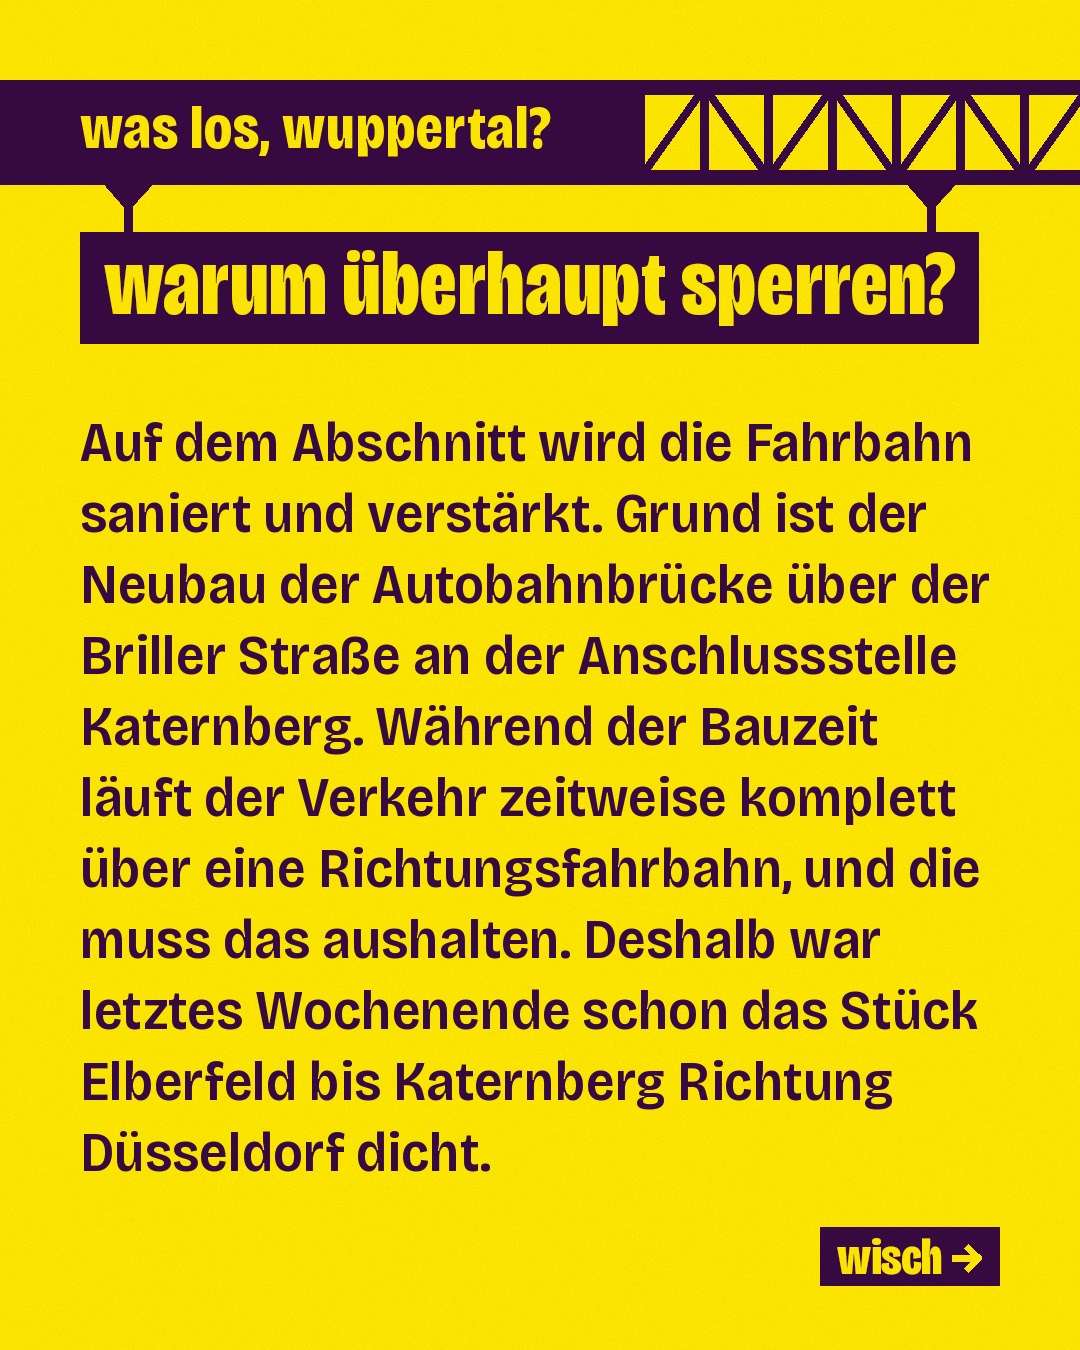 was los, wuppertal?
warum überhaupt sperren?
Auf dem Abschnitt wird die Fahrbahn
saniert und verstärkt. Grund ist der
Neubau der Autobahnbrücke über der
Briller Straße an der Anschlussstelle
Katernberg. Während der Bauzeit
läuft der Verkehr zeitweise komplett
über eine Richtungsfahrbahn, und die
muss das aushalten. Deshalb war
letztes Wochenende schon das Stück
Elberfeld bis Katernberg Richtung
Düsseldorf dicht.
wisch →